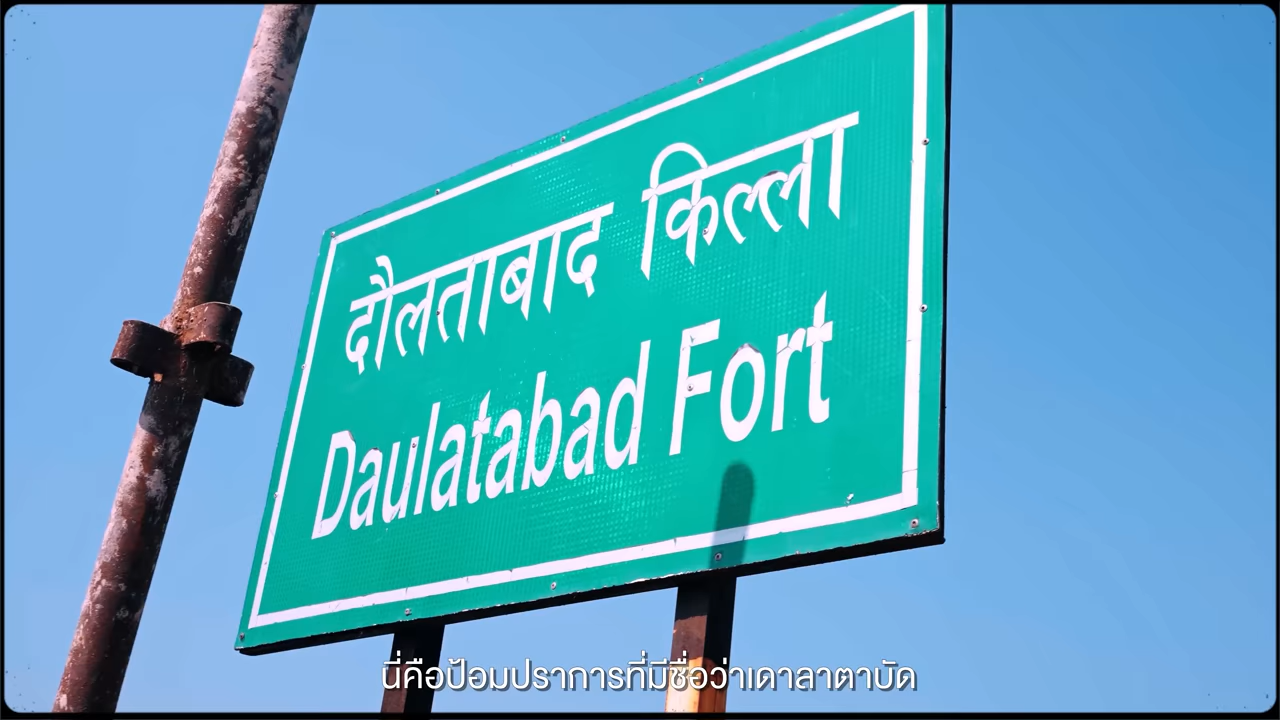 दौलताबाद किल्ला
Daulatabad Fort
นี่คือป้อมปราการที่มีชื่อว่าเดาลาตาบัด